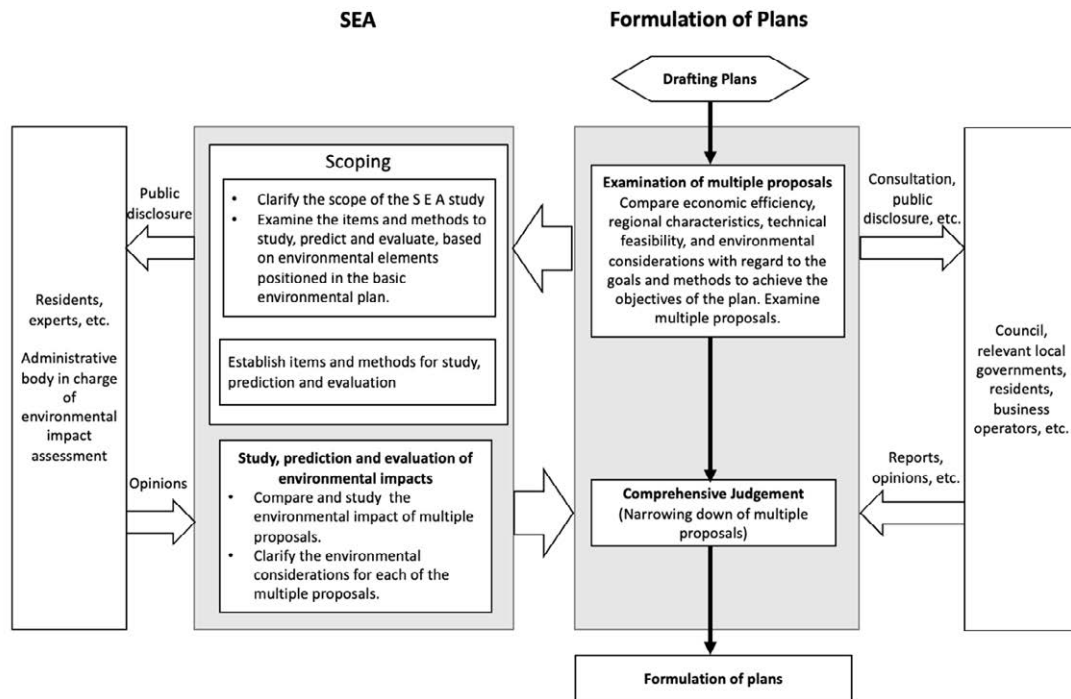 SEA
Formulation of Plans
Drafting Plans
Residents,
experts, etc.
Administrative
body in charge
of
environmental
impact
assessment
Public
disclosure
Opinions
Scoping
• Clarify the scope of the S E A study
• Examine the items and methods to
study, predict and evaluate, based
on environmental elements
positioned in the basic
environmental plan.
Establish items and methods for study,
prediction and evaluation
Study, prediction and evaluation of
environmental impacts
• Compare and study the
environmental impact of multiple
proposals.
• Clarify the environmental
considerations for each of the
multiple proposals.
Examination of multiple proposals
Compare economic efficiency,
regional characteristics, technical
feasibility, and environmental
considerations with regard to the
goals and methods to achieve the
objectives of the plan. Examine
multiple proposals.
Comprehensive Judgement
(Narrowing down of multiple
proposals)
Formulation of plans
Consultation,
public
disclosure, etc.
Reports,
opinions, etc.
Council,
relevant local
governments,
residents,
business
operators, etc.